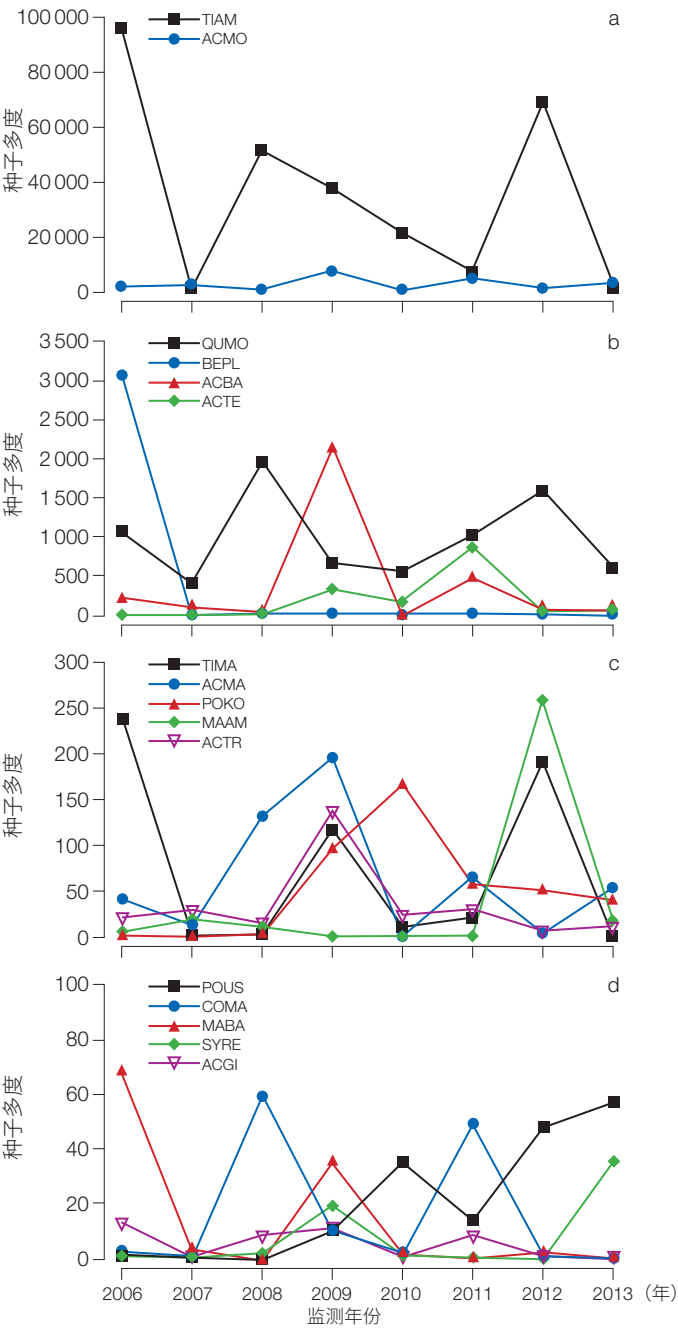 100 000
TIAM
a
ACMO
80 000
60 000
40 000
20 000
0
种子多度
3 500
QUMO
b
BEPL
3 000
ACBA
ACTE
2 500
2 000
1 500
1 000
500
0
种子多度
300
TIMA
c
ACMA
250
POKO
MAAM
200
ACTR
150
100
50
0
种子多度
100
POUS
d
COMA
MABA
80
SYRE
ACGI
60
40
20
0
种子多度
2006 2007 2008 2009 2010 2011 2012 2013 (年)
监测年份